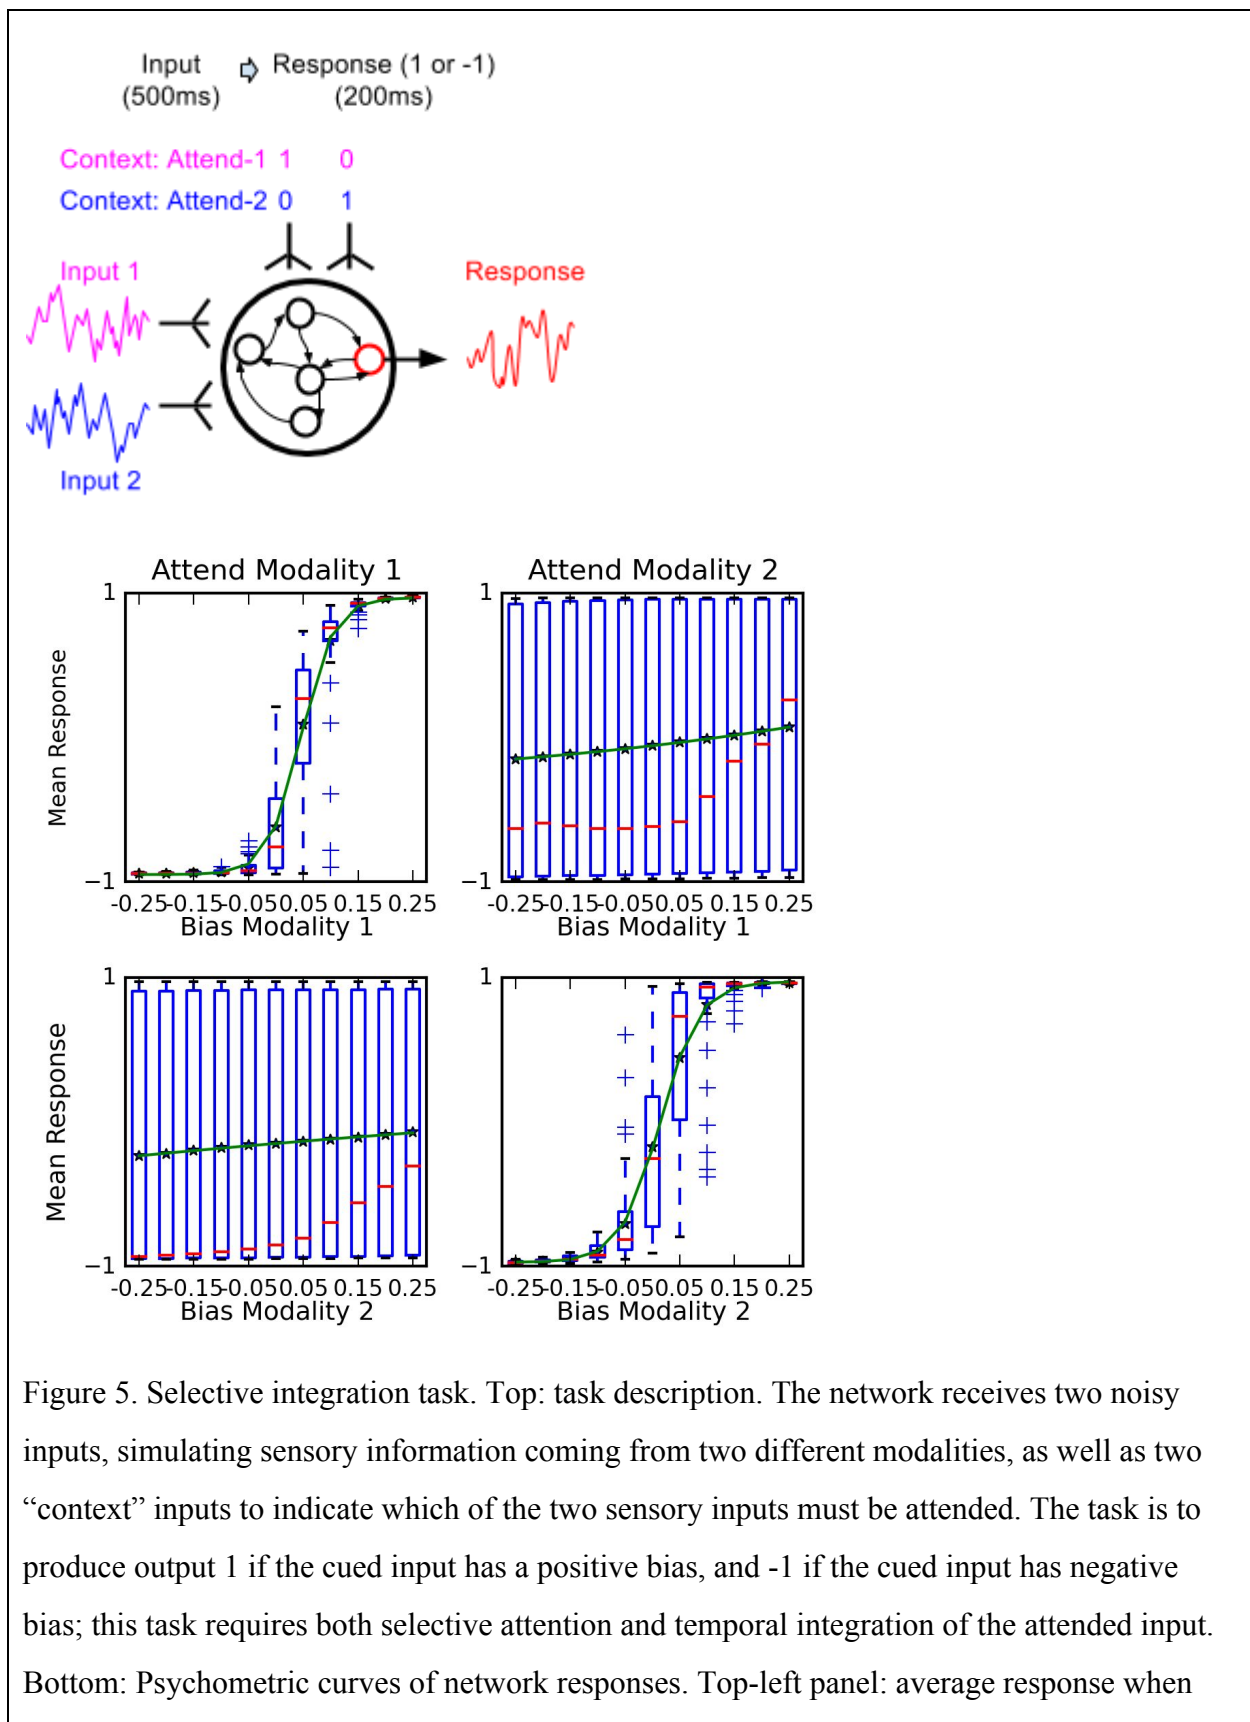 Input ⇨ Response (1 or -1)
(500ms) (200ms)
Context: Attend-1 1 0
Context: Attend-2 0 1
Input 1
Response
Input 2
Attend Modality 1
Attend Modality 2
1
Mean Response
−1
-0.25 -0.15 -0.05 0.05 0.15 0.25
Bias Modality 1
1
−1
-0.25 -0.15 -0.05 0.05 0.15 0.25
Bias Modality 1
1
Mean Response
−1
-0.25 -0.15 -0.05 0.05 0.15 0.25
Bias Modality 2
1
−1
-0.25 -0.15 -0.05 0.05 0.15 0.25
Bias Modality 2
Figure 5. Selective integration task. Top: task description. The network receives two noisy
inputs, simulating sensory information coming from two different modalities, as well as two
“context” inputs to indicate which of the two sensory inputs must be attended. The task is to
produce output 1 if the cued input has a positive bias, and -1 if the cued input has negative
bias; this task requires both selective attention and temporal integration of the attended input.
Bottom: Psychometric curves of network responses. Top-left panel: average response when